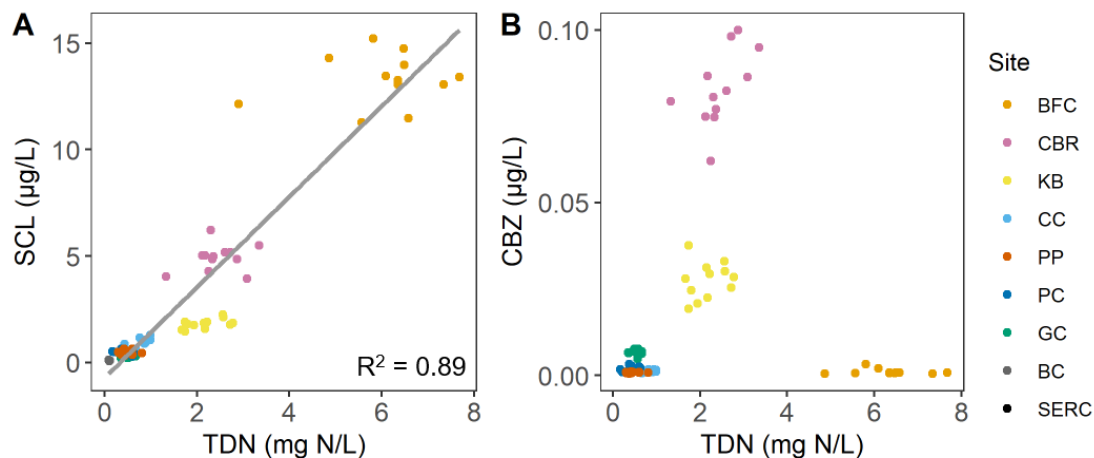 A
B
15
10
5
0
SCL (µg/L)
0 2 4 6 8
TDN (mg N/L)
R² = 0.89
0.10
0.05
0.00
CBZ (µg/L)
0 2 4 6 8
TDN (mg N/L)
Site
BFC
CBR
KB
CC
PP
PC
GC
BC
SERC